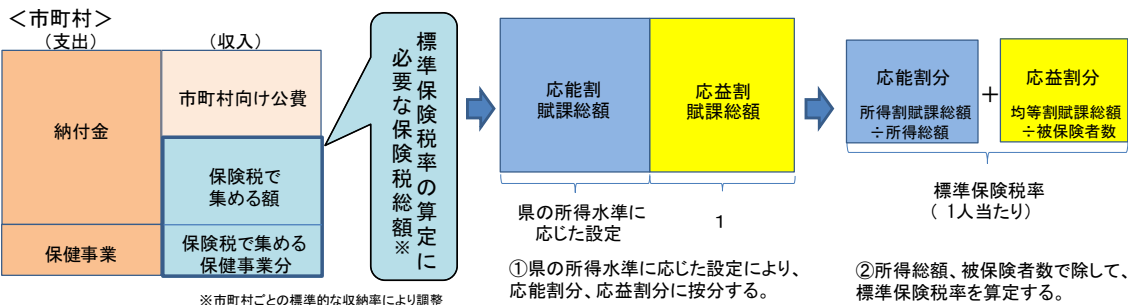 ＜市町村＞
（支出）
（収入）
納付金
保健事業
市町村向け公費
保険税で
集める額
保険税で集める
保健事業分
標準保険税率の算定に
必要な保険税総額※
※市町村ごとの標準的な収納率により調整
応能割
賦課総額
応益割
賦課総額
県の所得水準に
応じた設定
1
①県の所得水準に応じた設定により、
応能割分、応益割分に按分する。
応能割分
所得割賦課総額
÷所得総額
+
応益割分
均等割賦課総額
÷被保険者数
標準保険税率
（ 1人当たり）
②所得総額、被保険者数で除して、
標準保険税率を算定する。